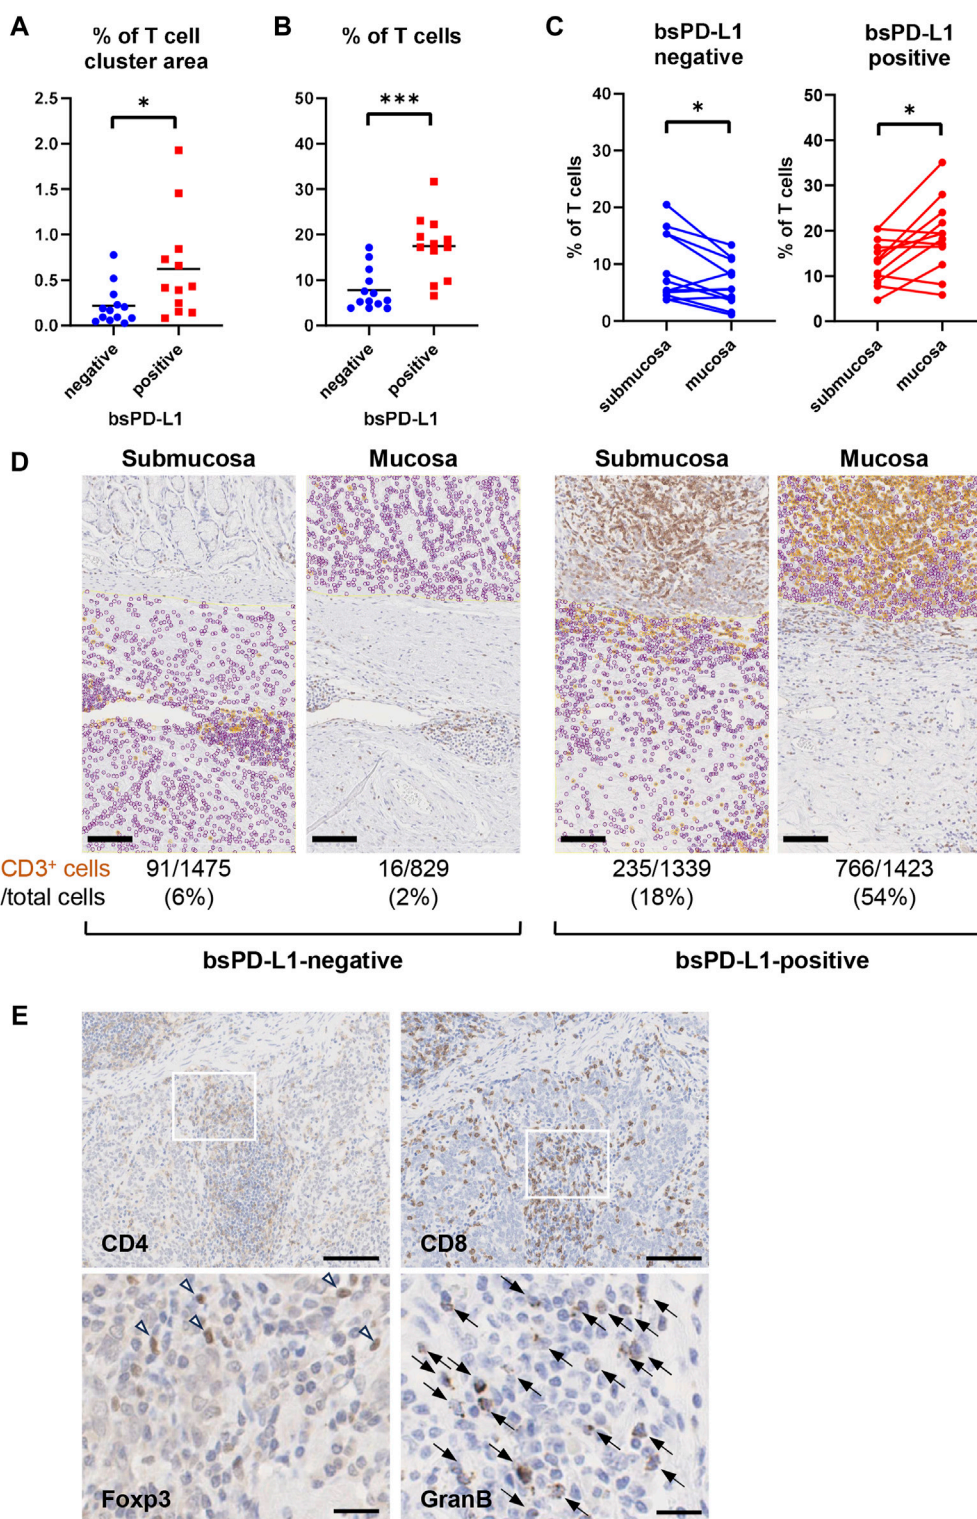 A
% of T cell
cluster area
*
2.5
2.0
1.5
1.0
0.5
0.0
negative
positive
bsPD-L1
B
% of T cells
***
50
40
30
20
10
0
negative
positive
bsPD-L1
C
bsPD-L1
negative
*
% of T cells
40
30
20
10
0
submucosa
mucosa
bsPD-L1
positive
*
% of T cells
50
40
30
20
10
0
submucosa
mucosa
D
Submucosa
Mucosa
Submucosa
Mucosa
CD3⁺ cells
/total cells
91/1475
(6%)
16/829
(2%)
235/1339
(18%)
766/1423
(54%)
bsPD-L1-negative
bsPD-L1-positive
E
CD4
CD8
Foxp3
GranB